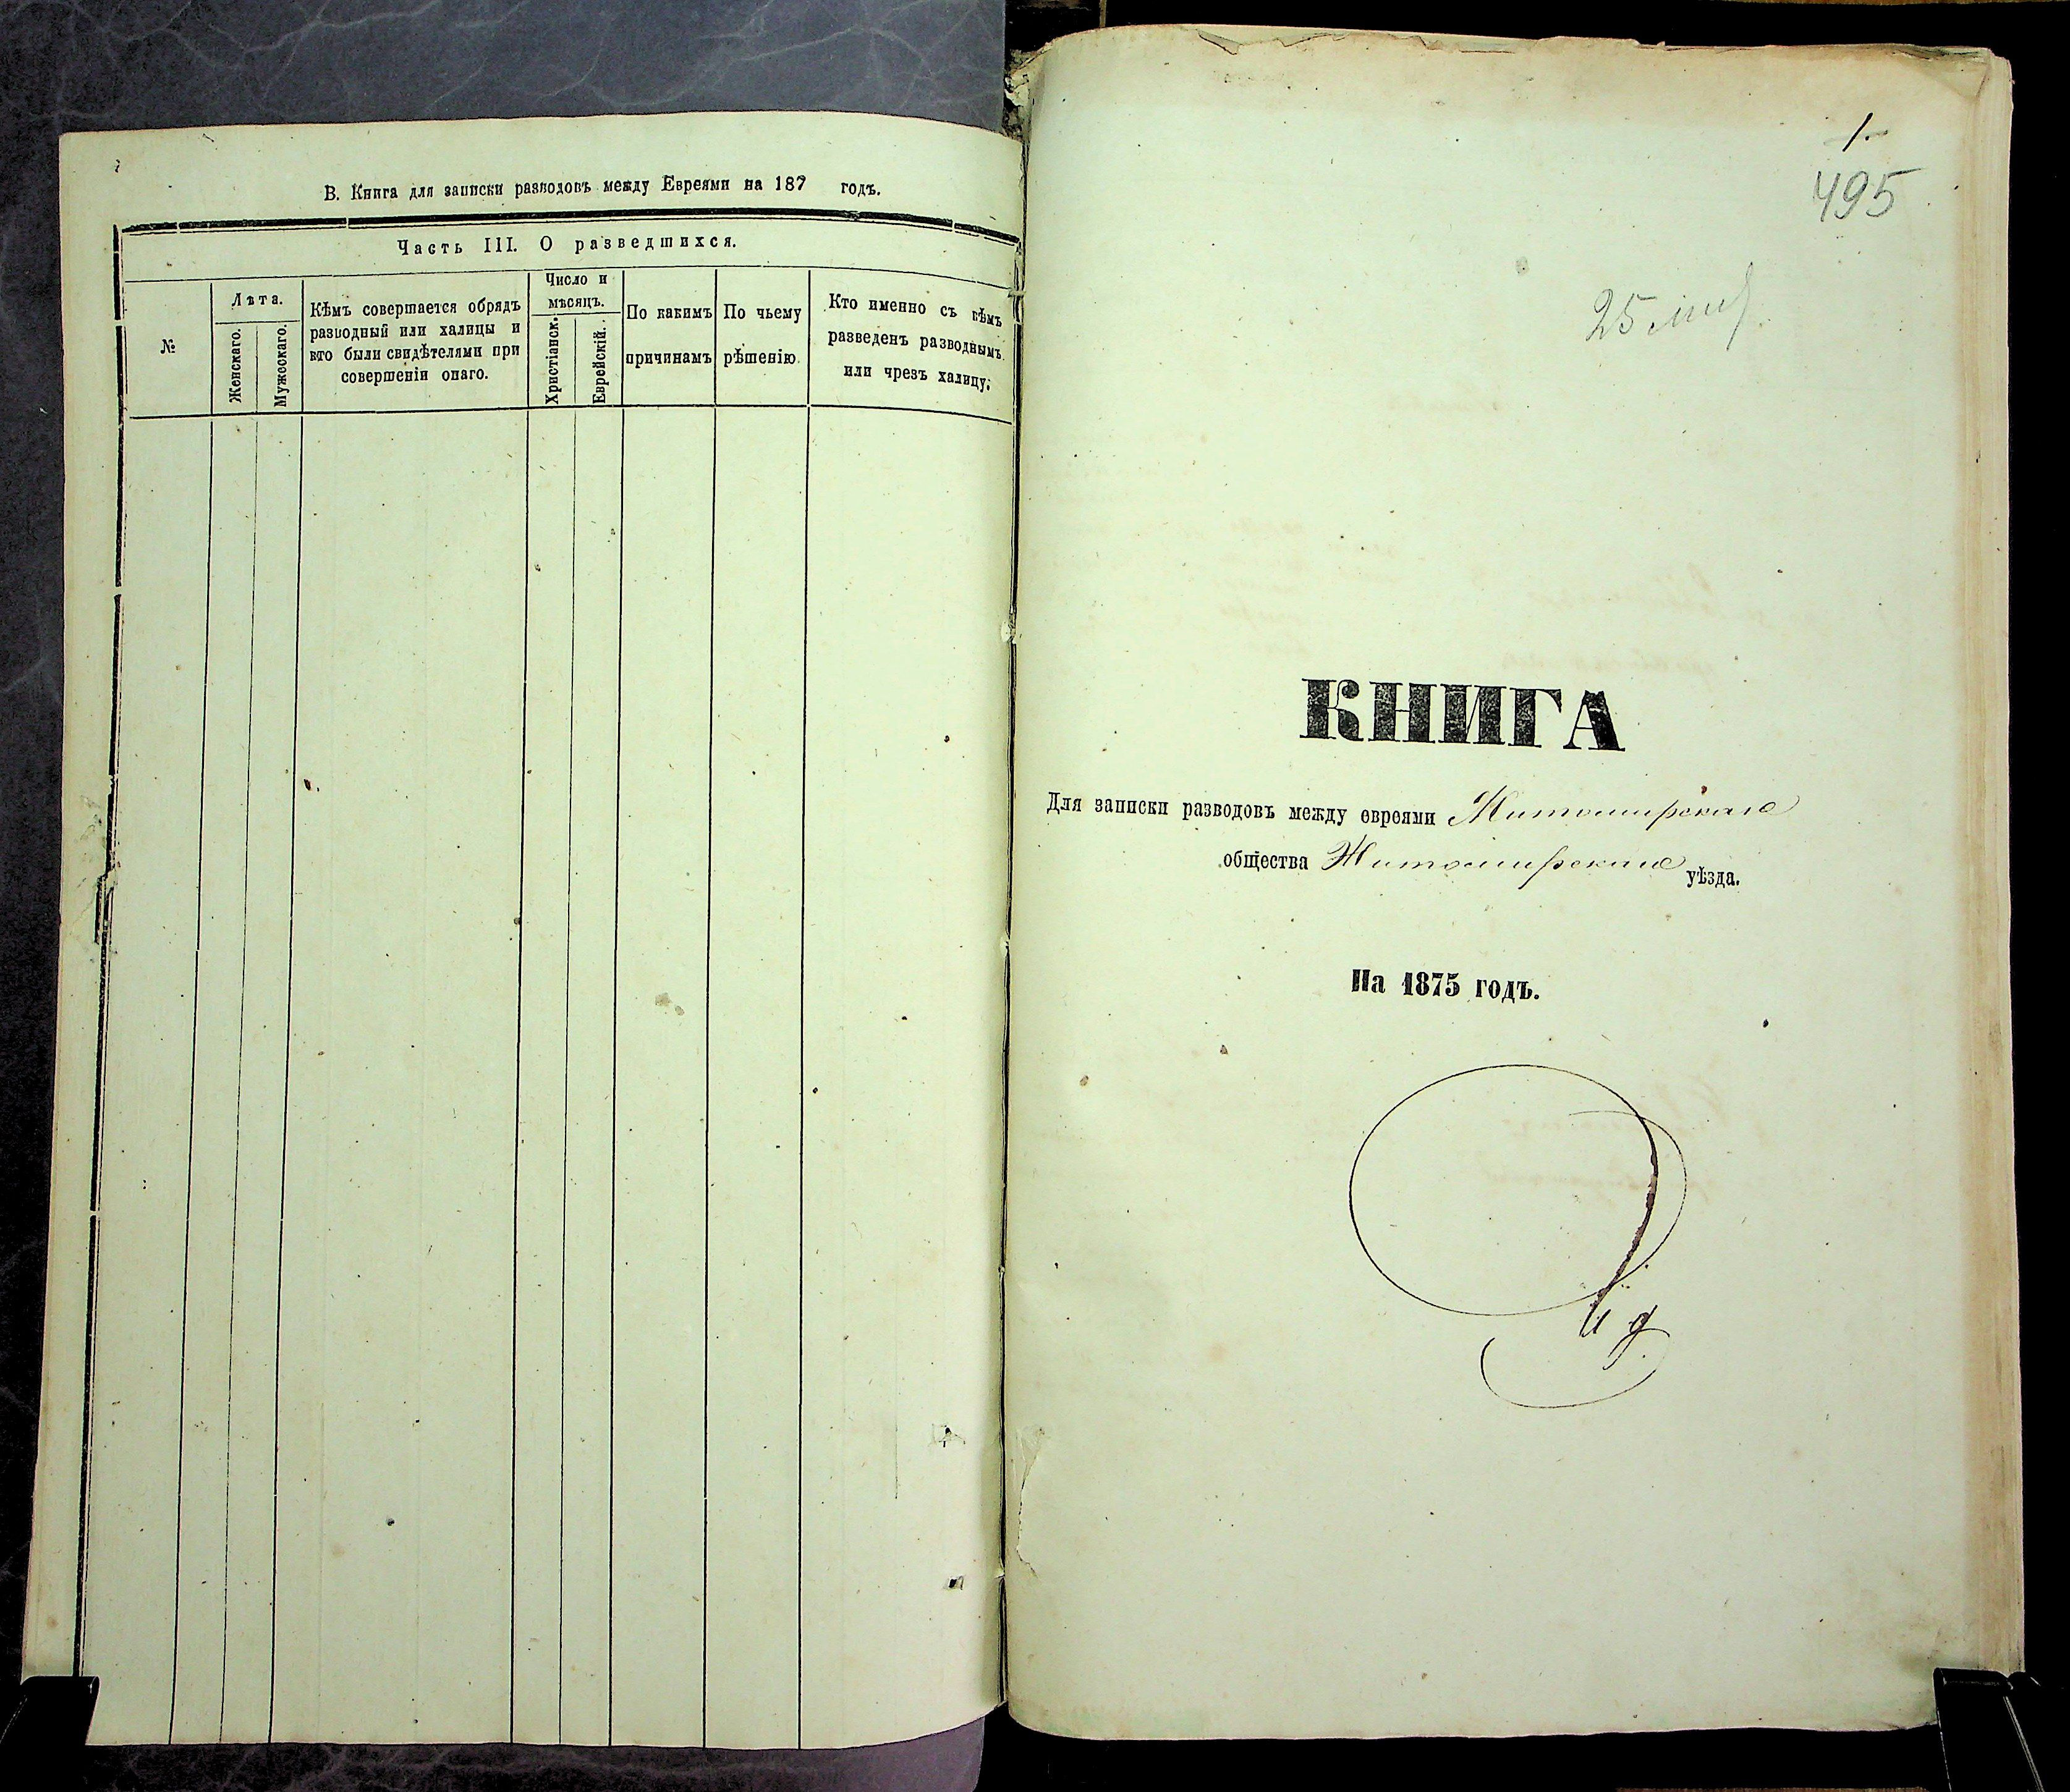 В. Книга для записки разводовъ между Евреями на 187 годъ.
Часть III. О разведшихся.
№
Лѣта.
Женскаго.
Мужескаго.
Кѣмъ совершается обрядъ
разводный или халицы и
кто были свидѣтелями при
совершеніи онаго.
Число и
мѣсяцъ.
Христіанск.
Еврейскій.
По какимъ
причинамъ
По чьему
рѣшенію.
Кто именно съ кѣмъ
разведенъ разводнымъ
или чрезъ халицу;
1.
495
25
КНИГА
Для записки разводовъ между евреями Житомирскаго
общества Житомирскаго уѣзда.
На 1875 годъ.